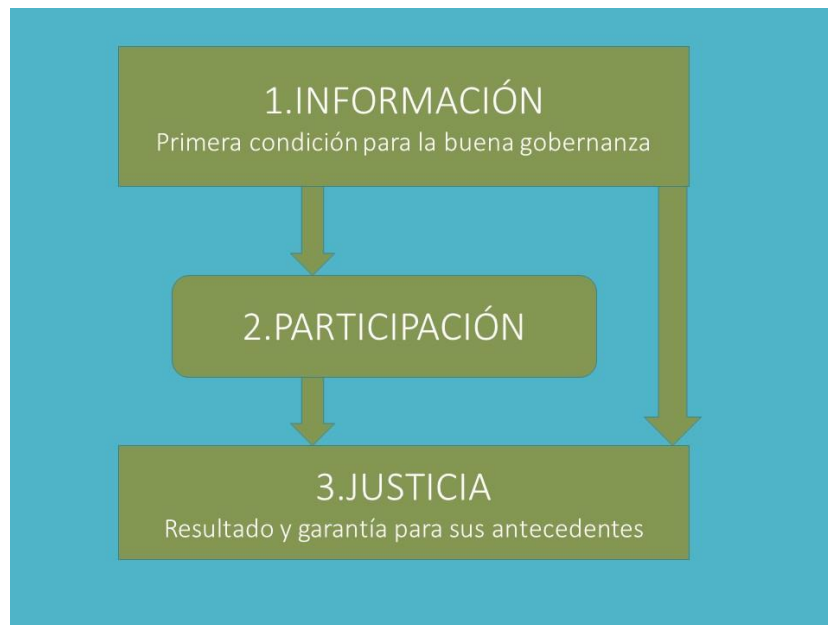 1.INFORMACIÓN
Primera condición para la buena gobernanza
2.PARTICIPACIÓN
3.JUSTICIA
Resultado y garantía para sus antecedentes